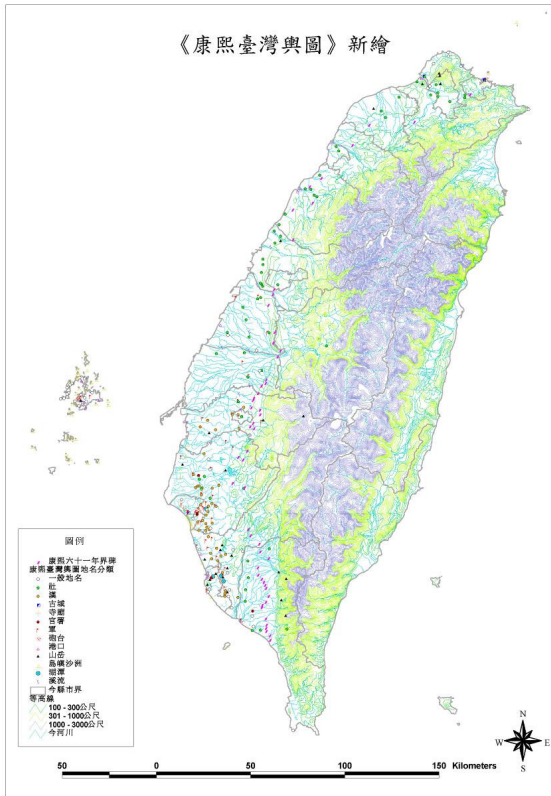 《康熙臺灣輿圖》新繪
圖例
康熙六十一年界碑
康熙臺灣輿圖地名分類
一般地名
社
漢
古城
寺廟
官署
軍
砲台
港口
山岳
島嶼沙洲
湖潭
溪流
今縣市界
等高線
100 - 300公尺
301 - 1000公尺
1000 - 3000公尺
今河川
N
W
E
S
50
0
50
100
150
Kilometers